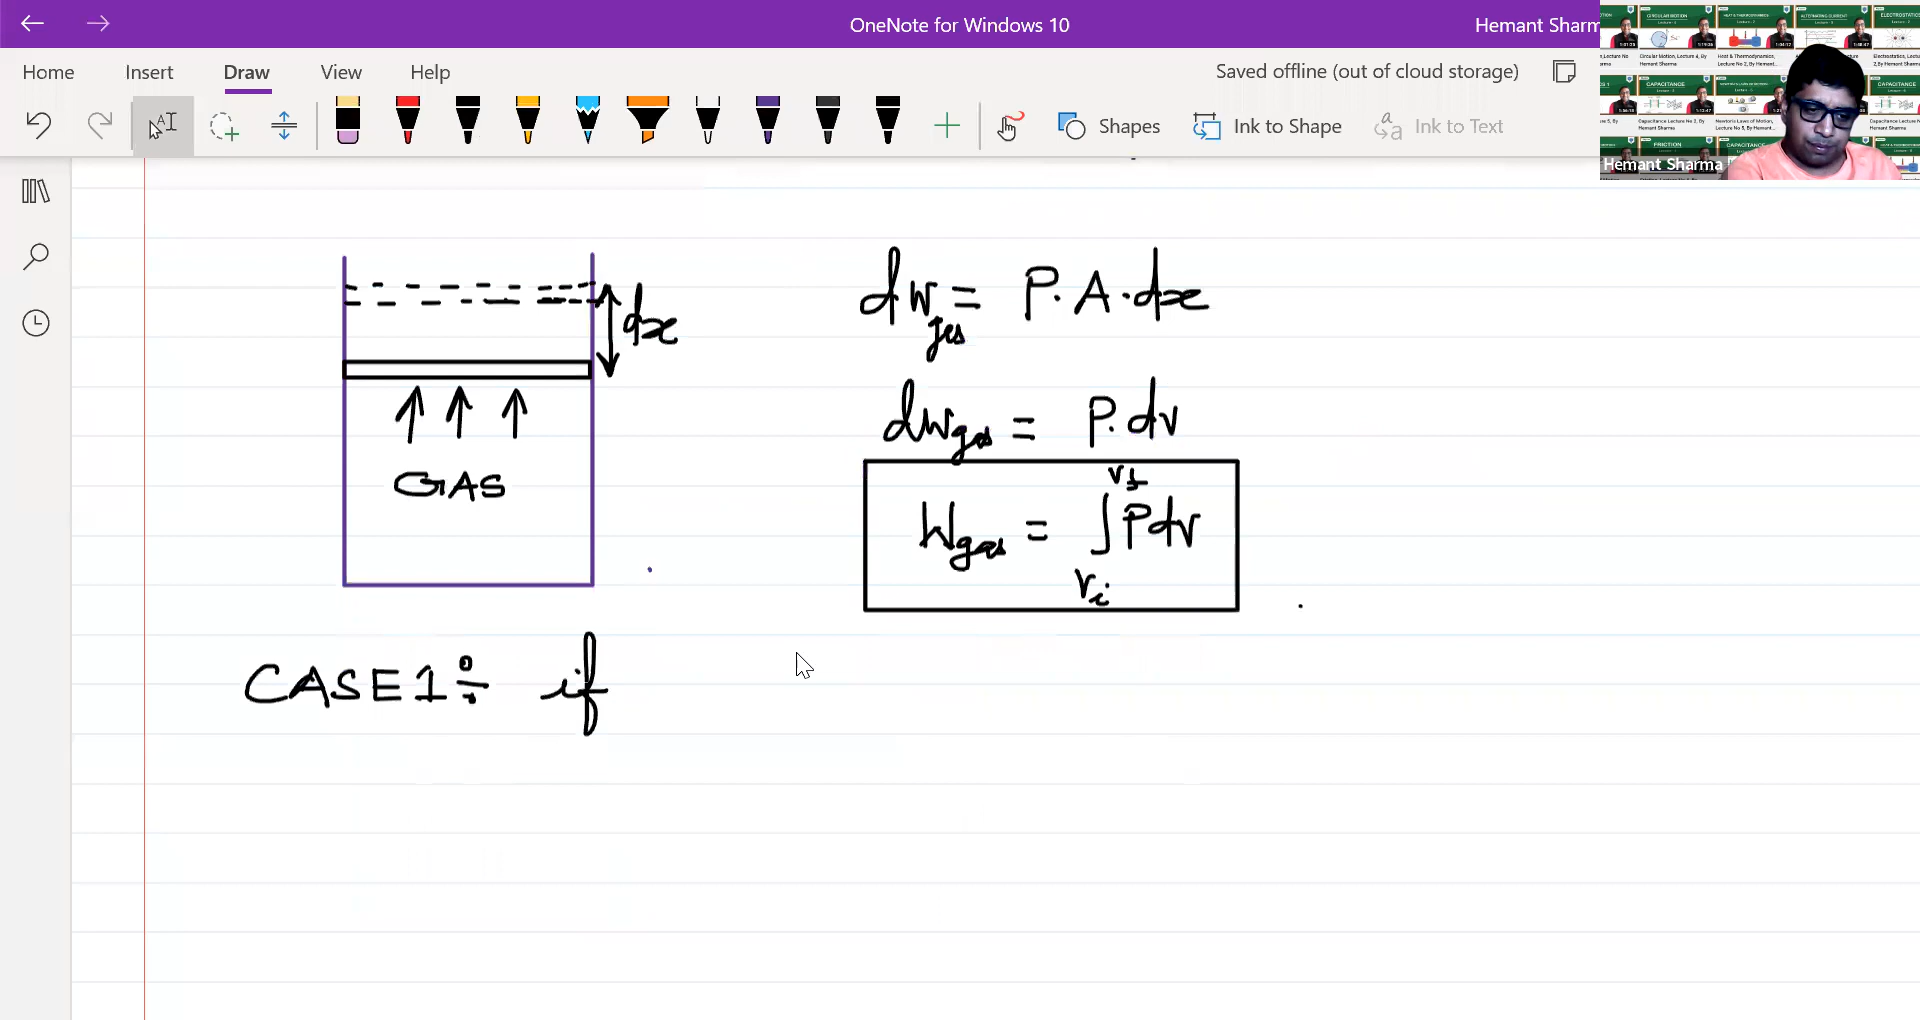 OneNote for Windows 10
Hemant Sharm
Home Insert Draw View Help
Saved offline (out of cloud storage)
Shapes
Ink to Shape
Ink to Text
Hemant Sharma
dx
GAS
dW gas = P. A. dx
dW gas = P. dv
W gas = ∫ P dv
Vf
Vi
CASE 1 ÷ if